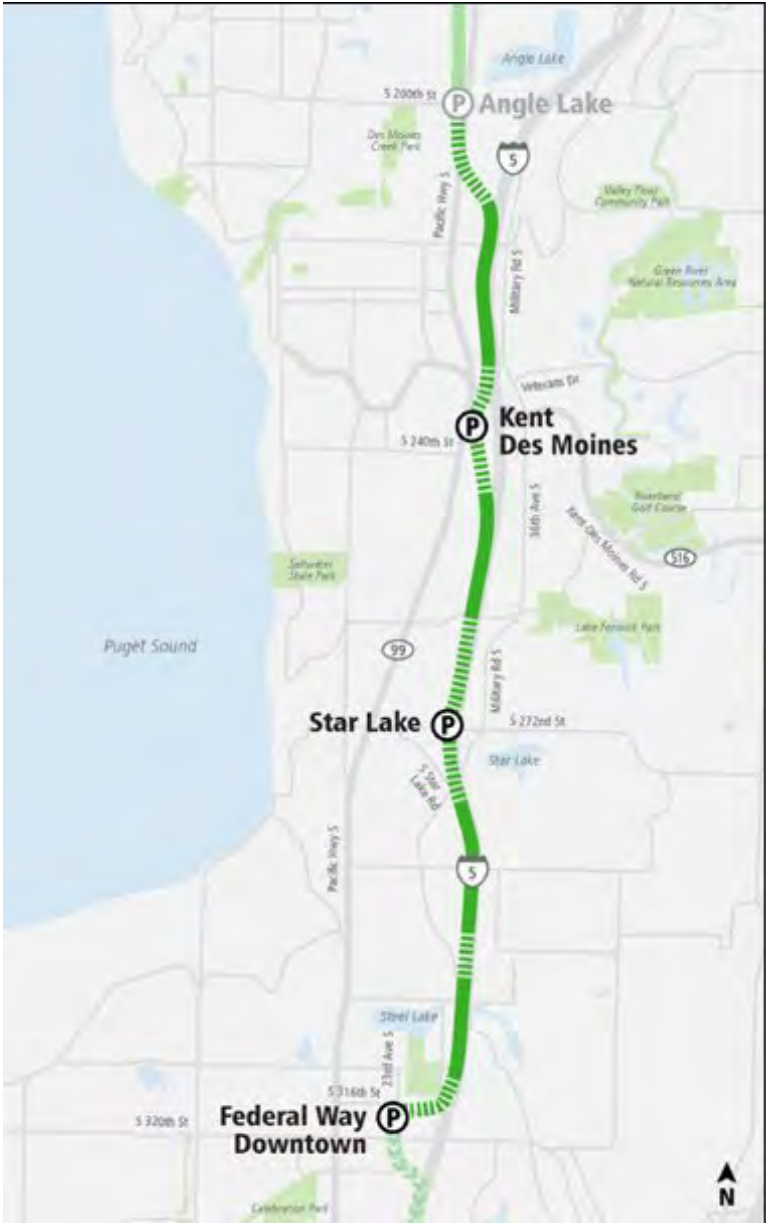 Angle Lake
S 200th St
P
Angle Lake
Des Moines
Creek Park
5
Pacific Hwy S
Valley Floor
Community Park
Military Rd S
Green River
Natural Resources Area
Veterans Dr
P
Kent
Des Moines
S 240th St
36th Ave S
Riverbend
Golf Course
Kent-Des Moines Rd S
516
Saltwater
State Park
Lake Fenwick Park
Puget Sound
99
Military Rd S
Star Lake
P
S 272nd St
Star Lake
S Star
Lake Rd
Pacific Hwy S
5
Steel Lake
23rd Ave S
S 316th St
Federal Way
Downtown
P
S 320th St
Celebration Park
N